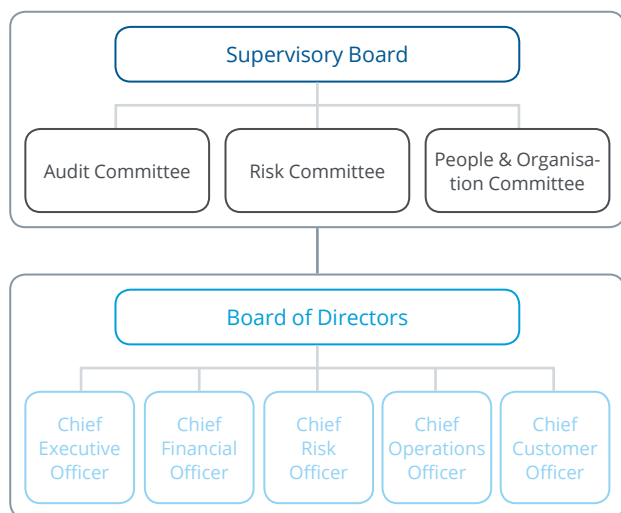 Supervisory Board
Audit Committee
Risk Committee
People & Organisa-
tion Committee
Board of Directors
Chief
Executive
Officer
Chief
Financial
Officer
Chief
Risk
Officer
Chief
Operations
Officer
Chief
Customer
Officer